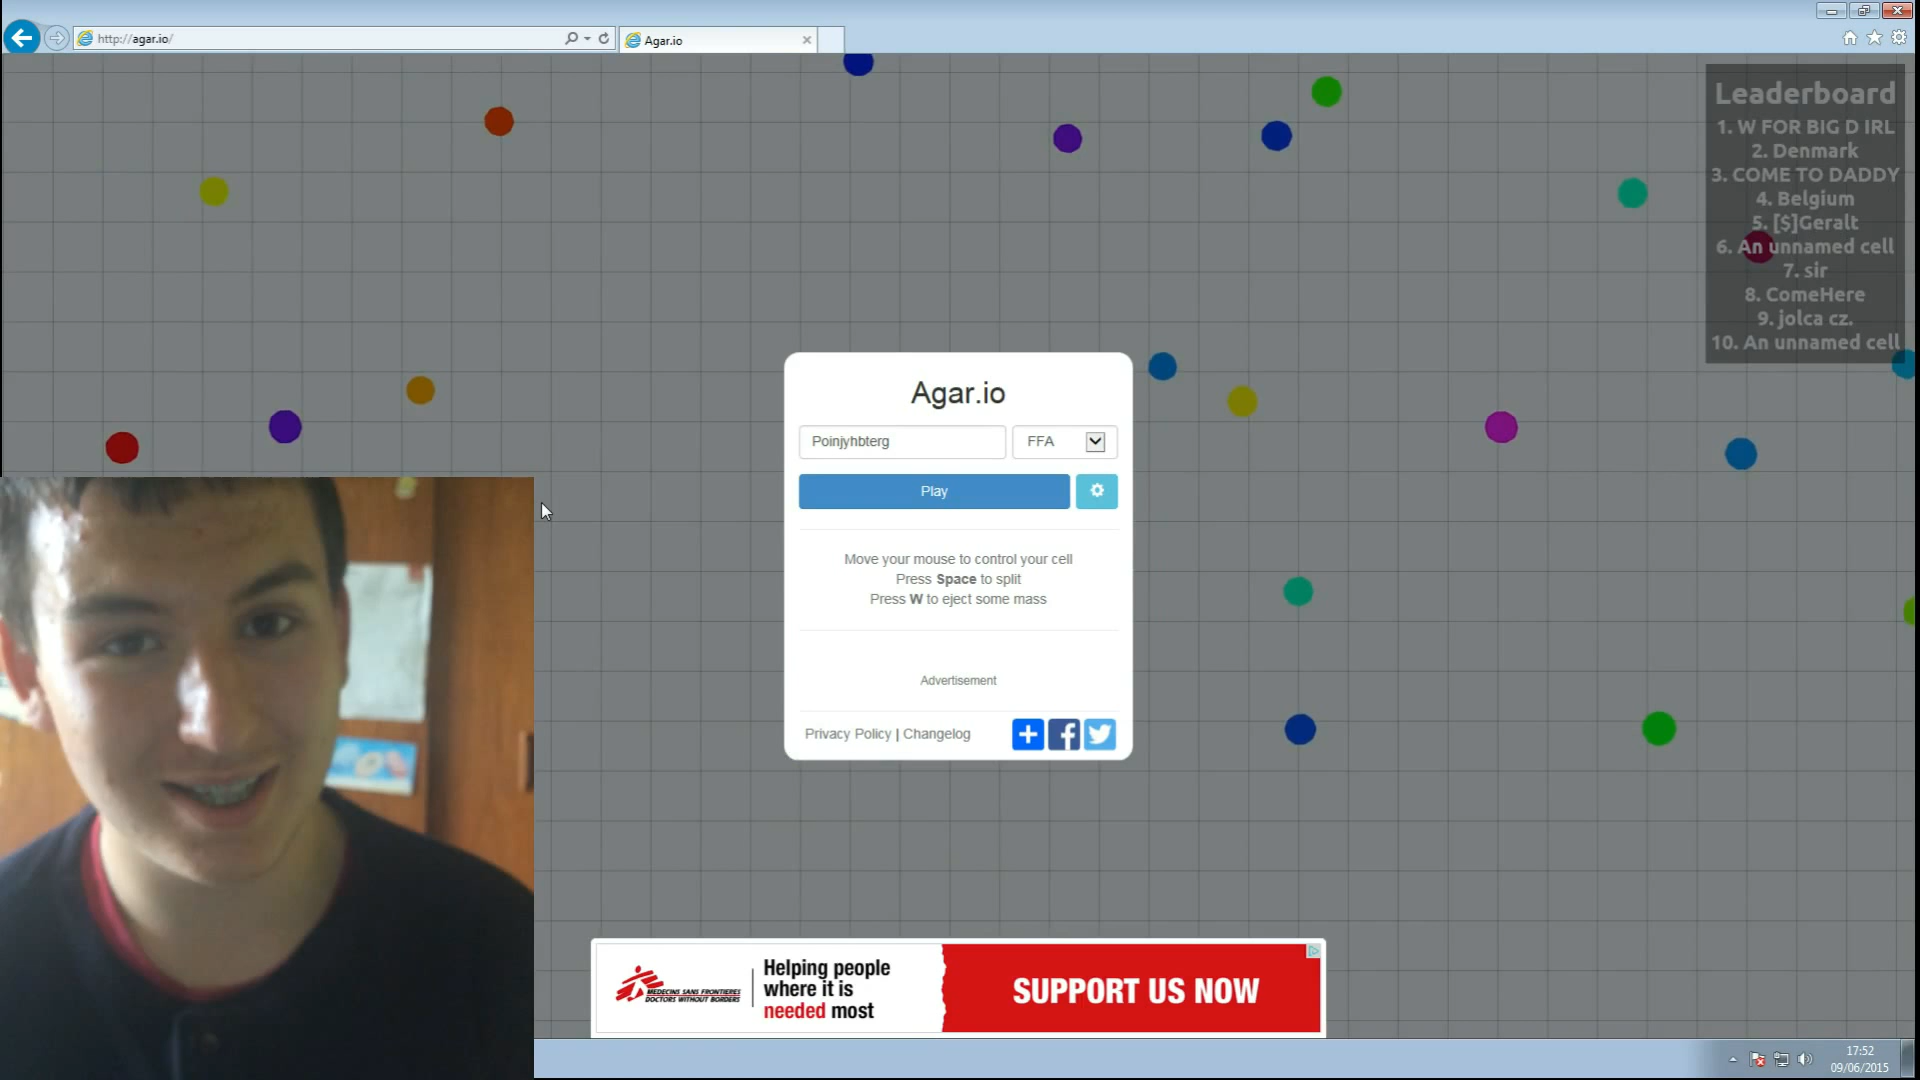 http://agar.io/
Agar.io
Leaderboard
1. W FOR BIG D IRL
2. Denmark
3. COME TO DADDY
4. Belgium
5. [$]Geralt
6. An unnamed cell
7. sir
8. ComeHere
9. jolca cz.
10. An unnamed cell
Agar.io
Poinjyhbterg
FFA
Play
Move your mouse to control your cell
Press Space to split
Press W to eject some mass
Advertisement
Privacy Policy | Changelog
MEDECINS SANS FRONTIERES
DOCTORS WITHOUT BORDERS
Helping people
where it is
needed most
SUPPORT US NOW
17:52
09/06/2015